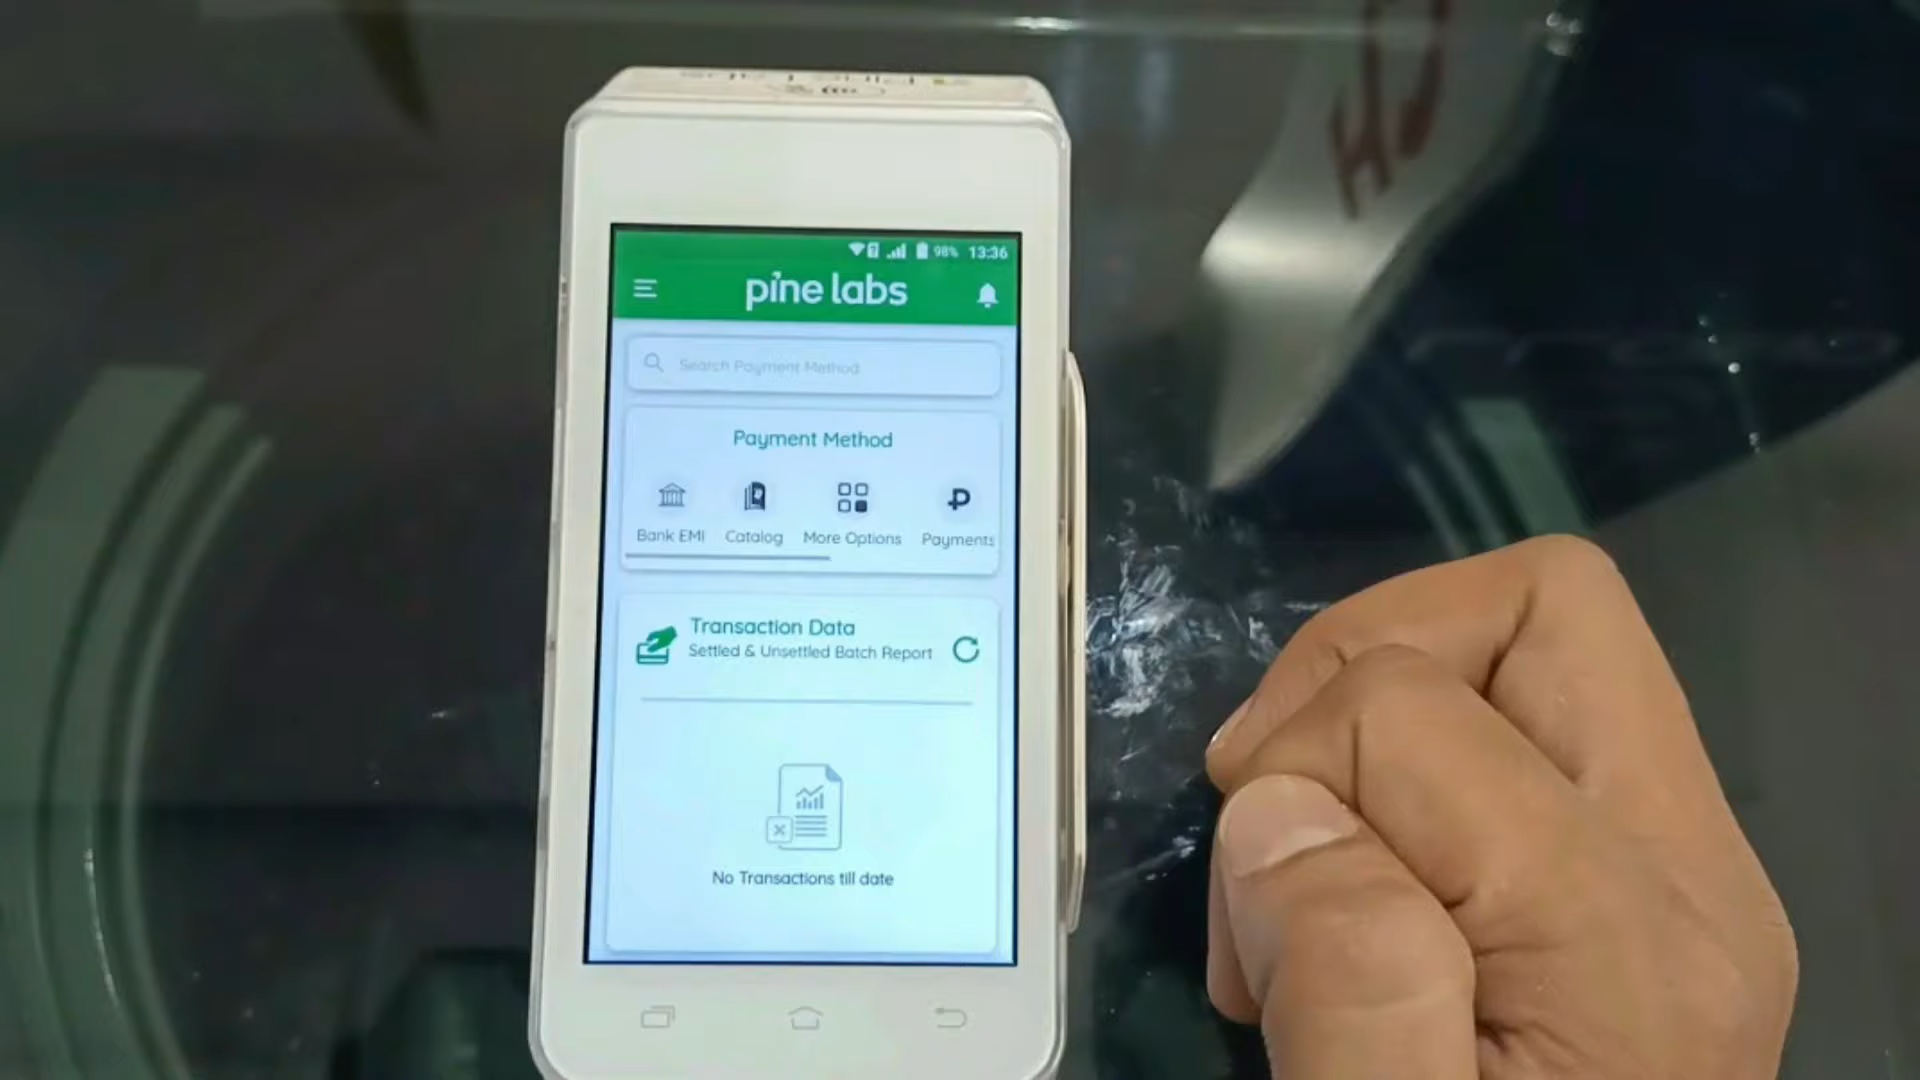 98% 13:36
pine labs
Search Payment Method
Payment Method
Bank EMI Catalog More Options Payments
Transaction Data
Settled & Unsettled Batch Report
No Transactions till date